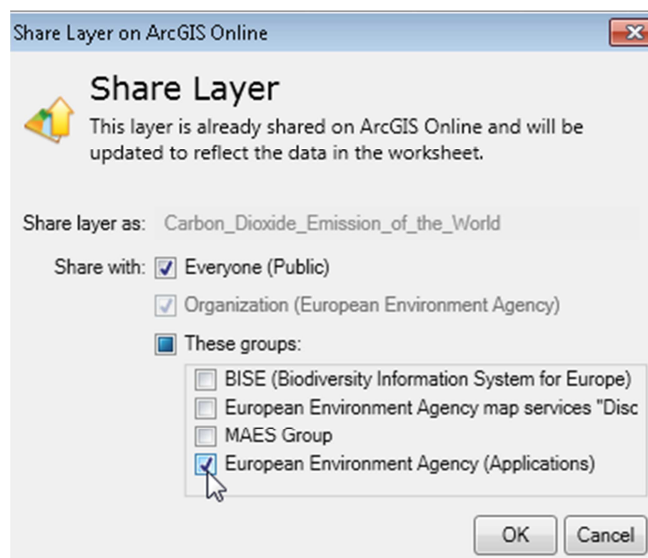 Share Layer on ArcGIS Online
Share Layer
This layer is already shared on ArcGIS Online and will be
updated to reflect the data in the worksheet.
Share layer as: Carbon_Dioxide_Emission_of_the_World
Share with: Everyone (Public)
Organization (European Environment Agency)
These groups:
BISE (Biodiversity Information System for Europe)
European Environment Agency map services "Disc
MAES Group
European Environment Agency (Applications)
OK Cancel